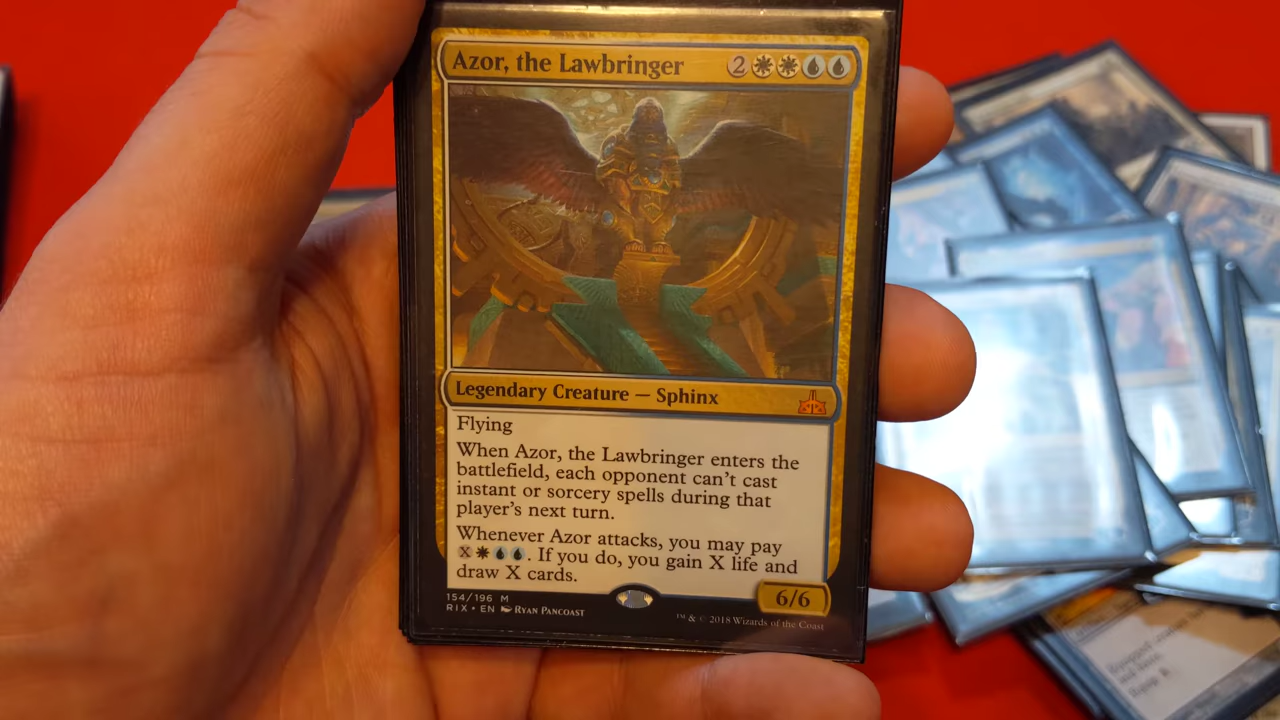 Azor, the Lawbringer 2
Legendary Creature — Sphinx
Flying
When Azor, the Lawbringer enters the
battlefield, each opponent can't cast
instant or sorcery spells during that
player's next turn.
Whenever Azor attacks, you may pay
X. If you do, you gain X life and
draw X cards.
6/6
154/196 M
RIX • EN Ryan Pancoast
™ & © 2018 Wizards of the Coast